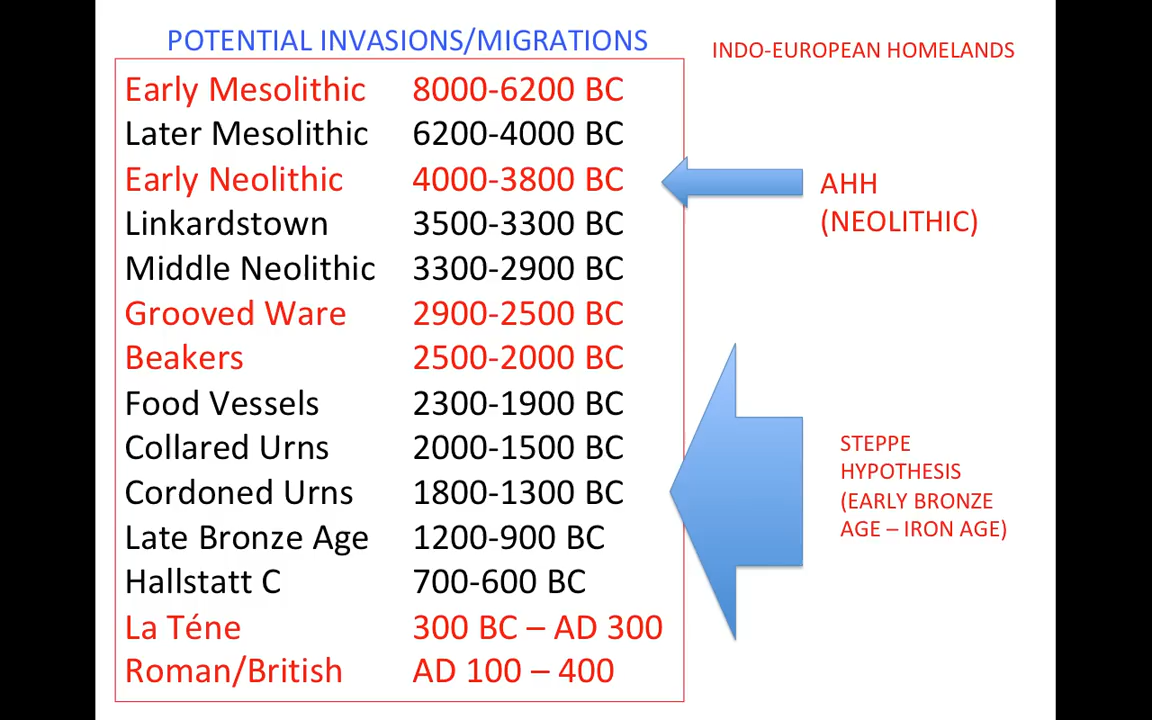 POTENTIAL INVASIONS/MIGRATIONS
INDO-EUROPEAN HOMELANDS
Early Mesolithic 8000-6200 BC
Later Mesolithic 6200-4000 BC
Early Neolithic 4000-3800 BC
Linkardstown 3500-3300 BC
Middle Neolithic 3300-2900 BC
Grooved Ware 2900-2500 BC
Beakers 2500-2000 BC
Food Vessels 2300-1900 BC
Collared Urns 2000-1500 BC
Cordoned Urns 1800-1300 BC
Late Bronze Age 1200-900 BC
Hallstatt C 700-600 BC
La Téne 300 BC – AD 300
Roman/British AD 100 – 400
AHH
(NEOLITHIC)
STEPPE
HYPOTHESIS
(EARLY BRONZE
AGE – IRON AGE)